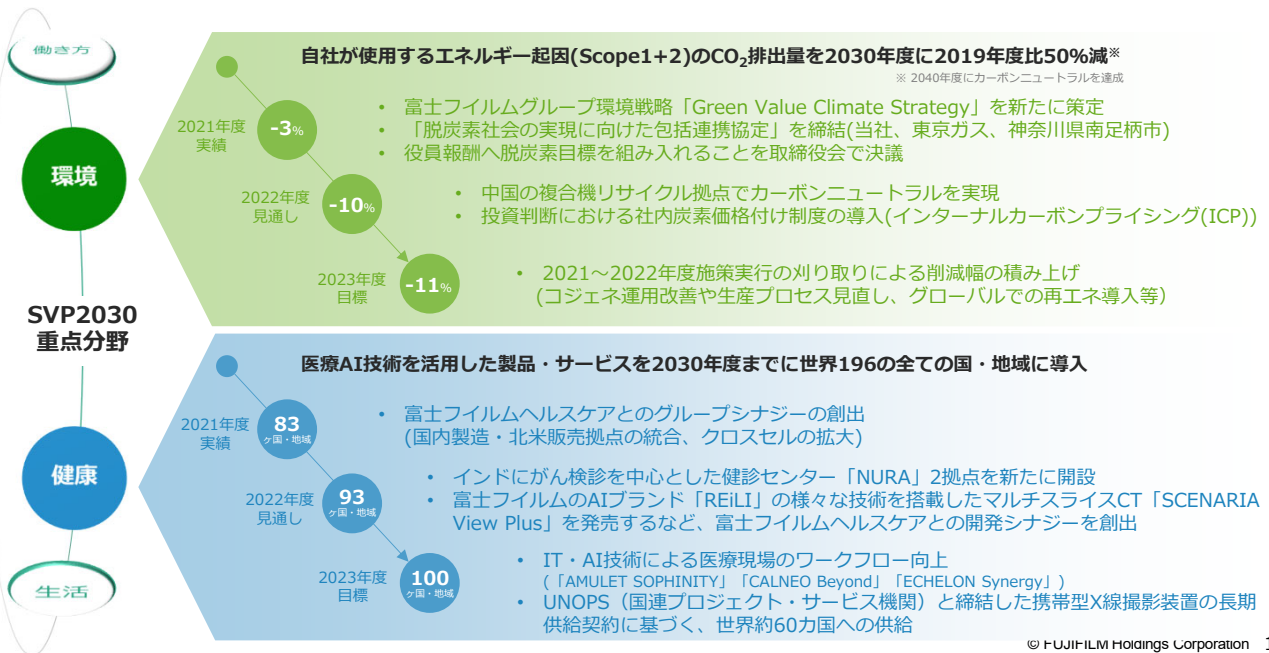 働き方
環境
SVP2030
重点分野
健康
生活
自社が使用するエネルギー起因(Scope1+2)のCO₂排出量を2030年度に2019年度比50%減※
※ 2040年度にカーボンニュートラルを達成
2021年度
実績
-3%
• 富士フイルムグループ環境戦略「Green Value Climate Strategy」を新たに策定
• 「脱炭素社会の実現に向けた包括連携協定」を締結(当社、東京ガス、神奈川県南足柄市)
• 役員報酬へ脱炭素目標を組み入れることを取締役会で決議
2022年度
見通し
-10%
• 中国の複合機リサイクル拠点でカーボンニュートラルを実現
• 投資判断における社内炭素価格付け制度の導入(インターナルカーボンプライシング(ICP))
2023年度
目標
-11%
• 2021～2022年度施策実行の刈り取りによる削減幅の積み上げ
(コジェネ運用改善や生産プロセス見直し、グローバルでの再エネ導入等）
医療AI技術を活用した製品・サービスを2030年度までに世界196の全ての国・地域に導入
2021年度
実績
83
ヶ国・地域
• 富士フイルムヘルスケアとのグループシナジーの創出
(国内製造・北米販売拠点の統合、クロスセルの拡大)
2022年度
見通し
93
ヶ国・地域
• インドにがん検診を中心とした健診センター「NURA」2拠点を新たに開設
• 富士フイルムのAIブランド「REiLI」の様々な技術を搭載したマルチスライスCT「SCENARIA
View Plus」を発売するなど、富士フイルムヘルスケアとの開発シナジーを創出
2023年度
目標
100
ヶ国・地域
• IT・AI技術による医療現場のワークフロー向上
(「AMULET SOPHINITY」「CALNEO Beyond」「ECHELON Synergy」)
• UNOPS（国連プロジェクト・サービス機関）と締結した携帯型X線撮影装置の長期
供給契約に基づく、世界約60カ国への供給
© FUJIFILM Holdings Corporation